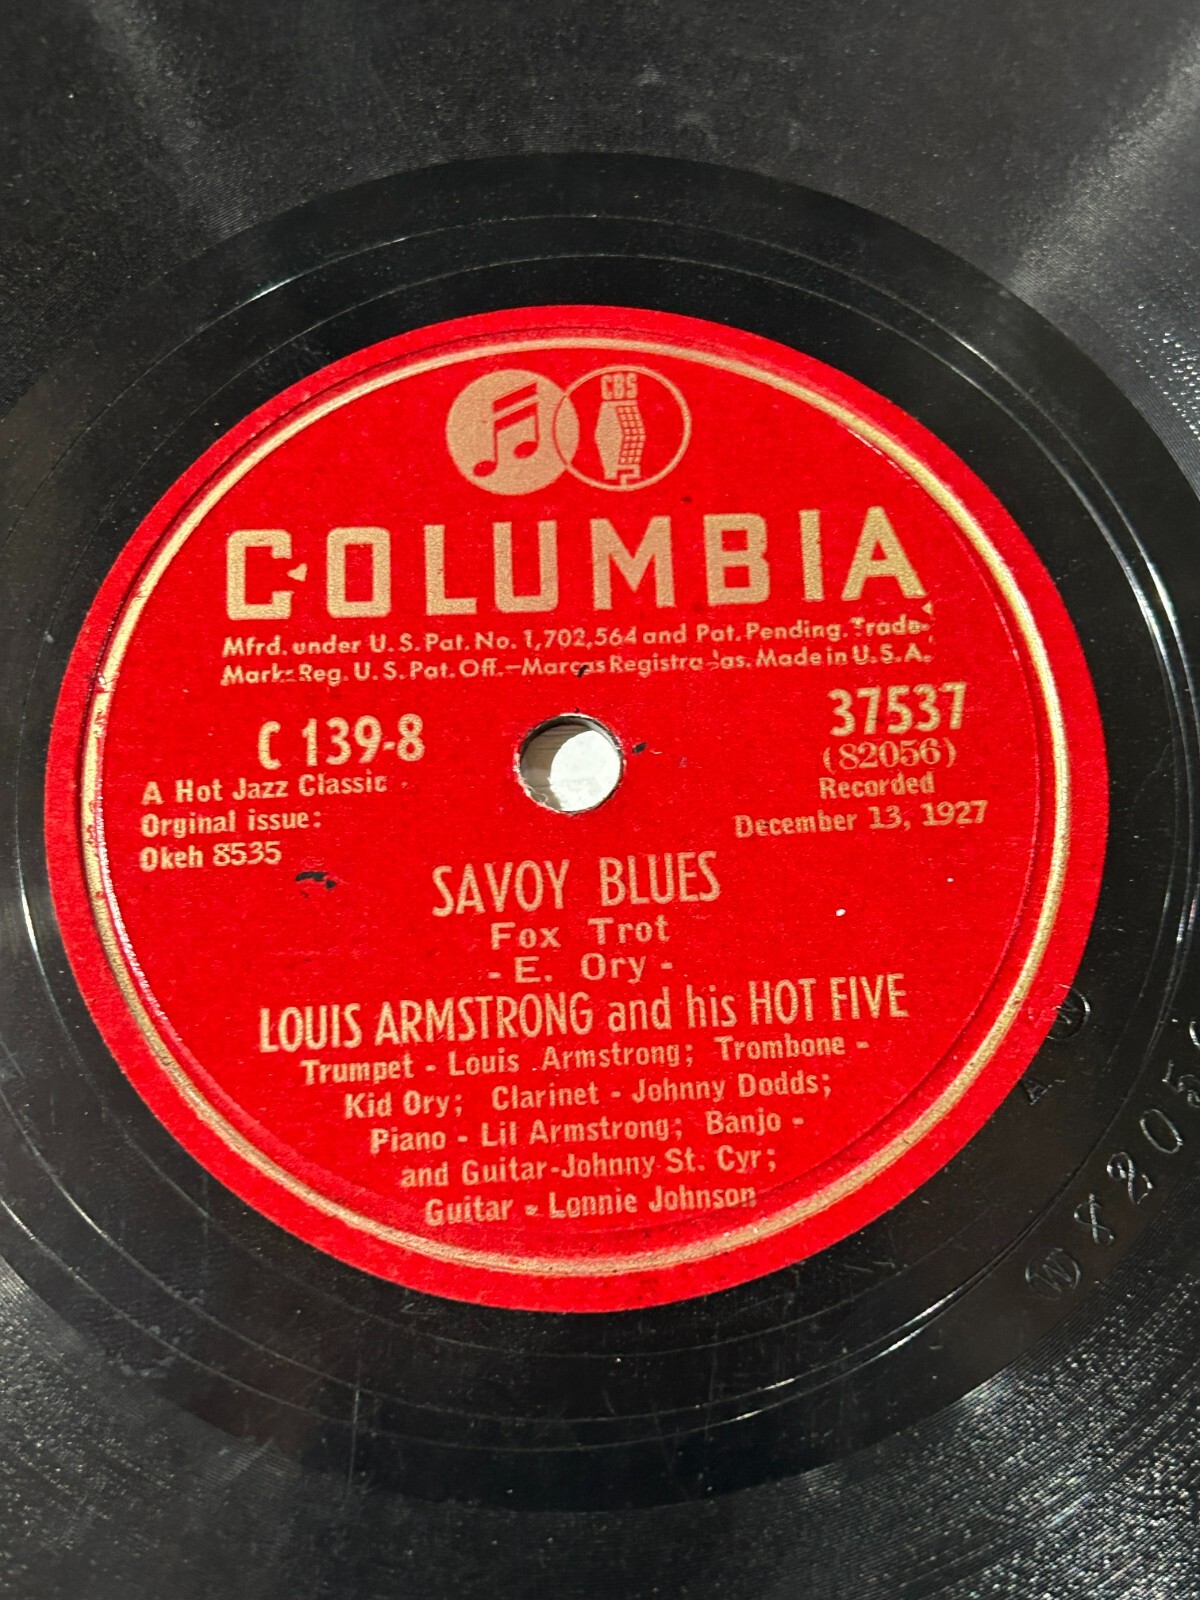 CBS
COLUMBIA
Mfrd. under U.S. Pat. No. 1,702,564 and Pat. Pending. Trade-
Mark Reg. U.S. Pat. Off.—Marcas Registradas. Made in U.S.A.
C 139-8
A Hot Jazz Classic
Orginal issue:
Okeh 8535
37537
(82056)
Recorded
December 13, 1927
SAVOY BLUES
Fox Trot
- E. Ory -
LOUIS ARMSTRONG and his HOT FIVE
Trumpet - Louis Armstrong; Trombone -
Kid Ory; Clarinet - Johnny Dodds;
Piano - Lil Armstrong; Banjo -
and Guitar-Johnny St. Cyr;
Guitar - Lonnie Johnson
A W
W 8205